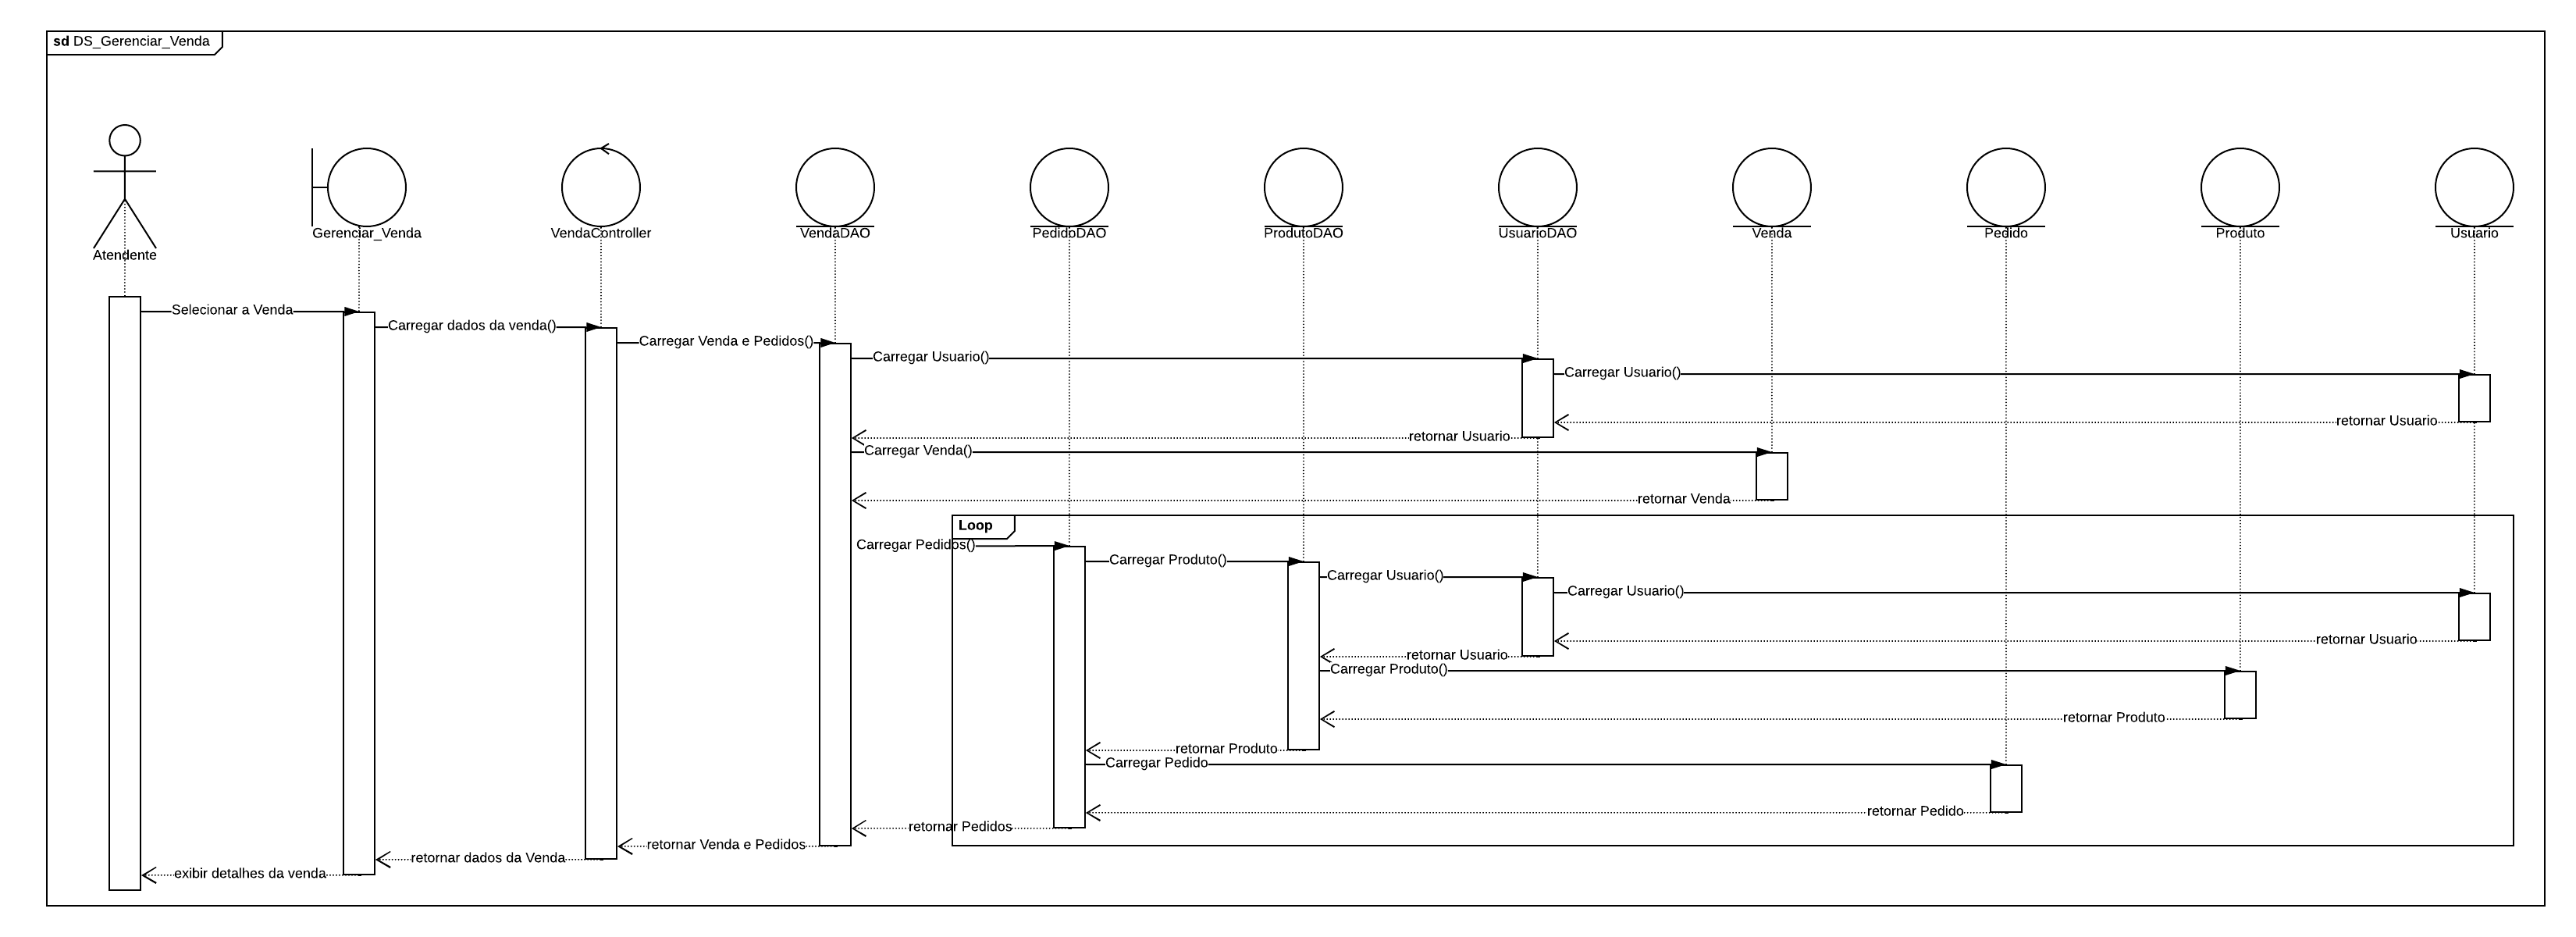 sd DS_Gerenciar_Venda
Atendente
Gerenciar_Venda
VendaController
VendaDAO
PedidoDAO
ProdutoDAO
UsuarioDAO
Venda
Pedido
Produto
Usuario
Selecionar a Venda
Carregar dados da venda()
Carregar Venda e Pedidos()
Carregar Usuario()
Carregar Usuario()
retornar Usuario
retornar Usuario
Carregar Venda()
retornar Venda
Loop
Carregar Pedidos()
Carregar Produto()
Carregar Usuario()
Carregar Usuario()
retornar Usuario
retornar Usuario
Carregar Produto()
retornar Produto
retornar Produto
Carregar Pedido
retornar Pedido
retornar Pedidos
retornar Venda e Pedidos
retornar dados da Venda
exibir detalhes da venda